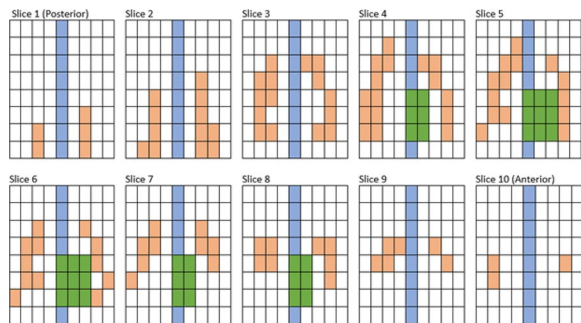 Slice 1 (Posterior)
Slice 2
Slice 3
Slice 4
Slice 5
Slice 6
Slice 7
Slice 8
Slice 9
Slice 10 (Anterior)